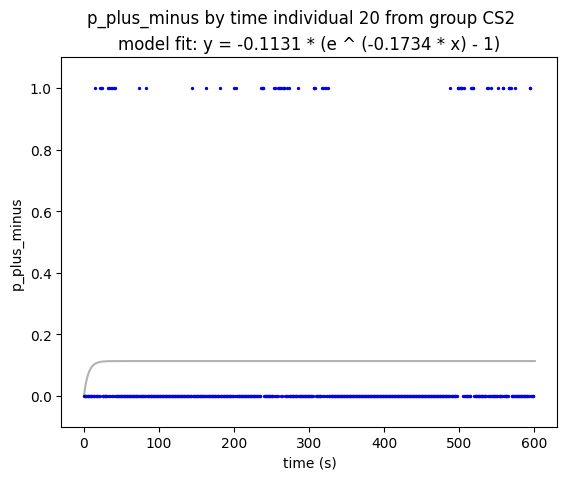 p_plus_minus by time individual 20 from group CS2
model fit: y = -0.1131 * (e ^ (-0.1734 * x) - 1)
1.0
0.8
0.6
0.4
0.2
0.0
p_plus_minus
0 100 200 300 400 500 600
time (s)